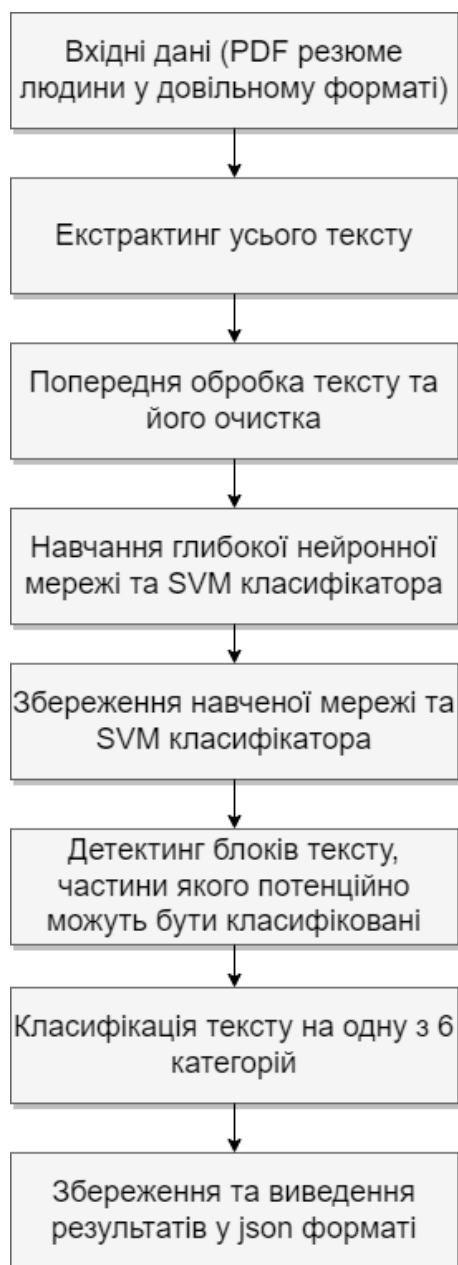 Вхідні дані (PDF резюме
людини у довільному форматі)
Екстрактинг усього тексту
Попередня обробка тексту та
його очистка
Навчання глибокої нейронної
мережі та SVM класифікатора
Збереження навченої мережі та
SVM класифікатора
Детектинг блоків тексту,
частини якого потенційно
можуть бути класифіковані
Класифікація тексту на одну з 6
категорій
Збереження та виведення
результатів у json форматі